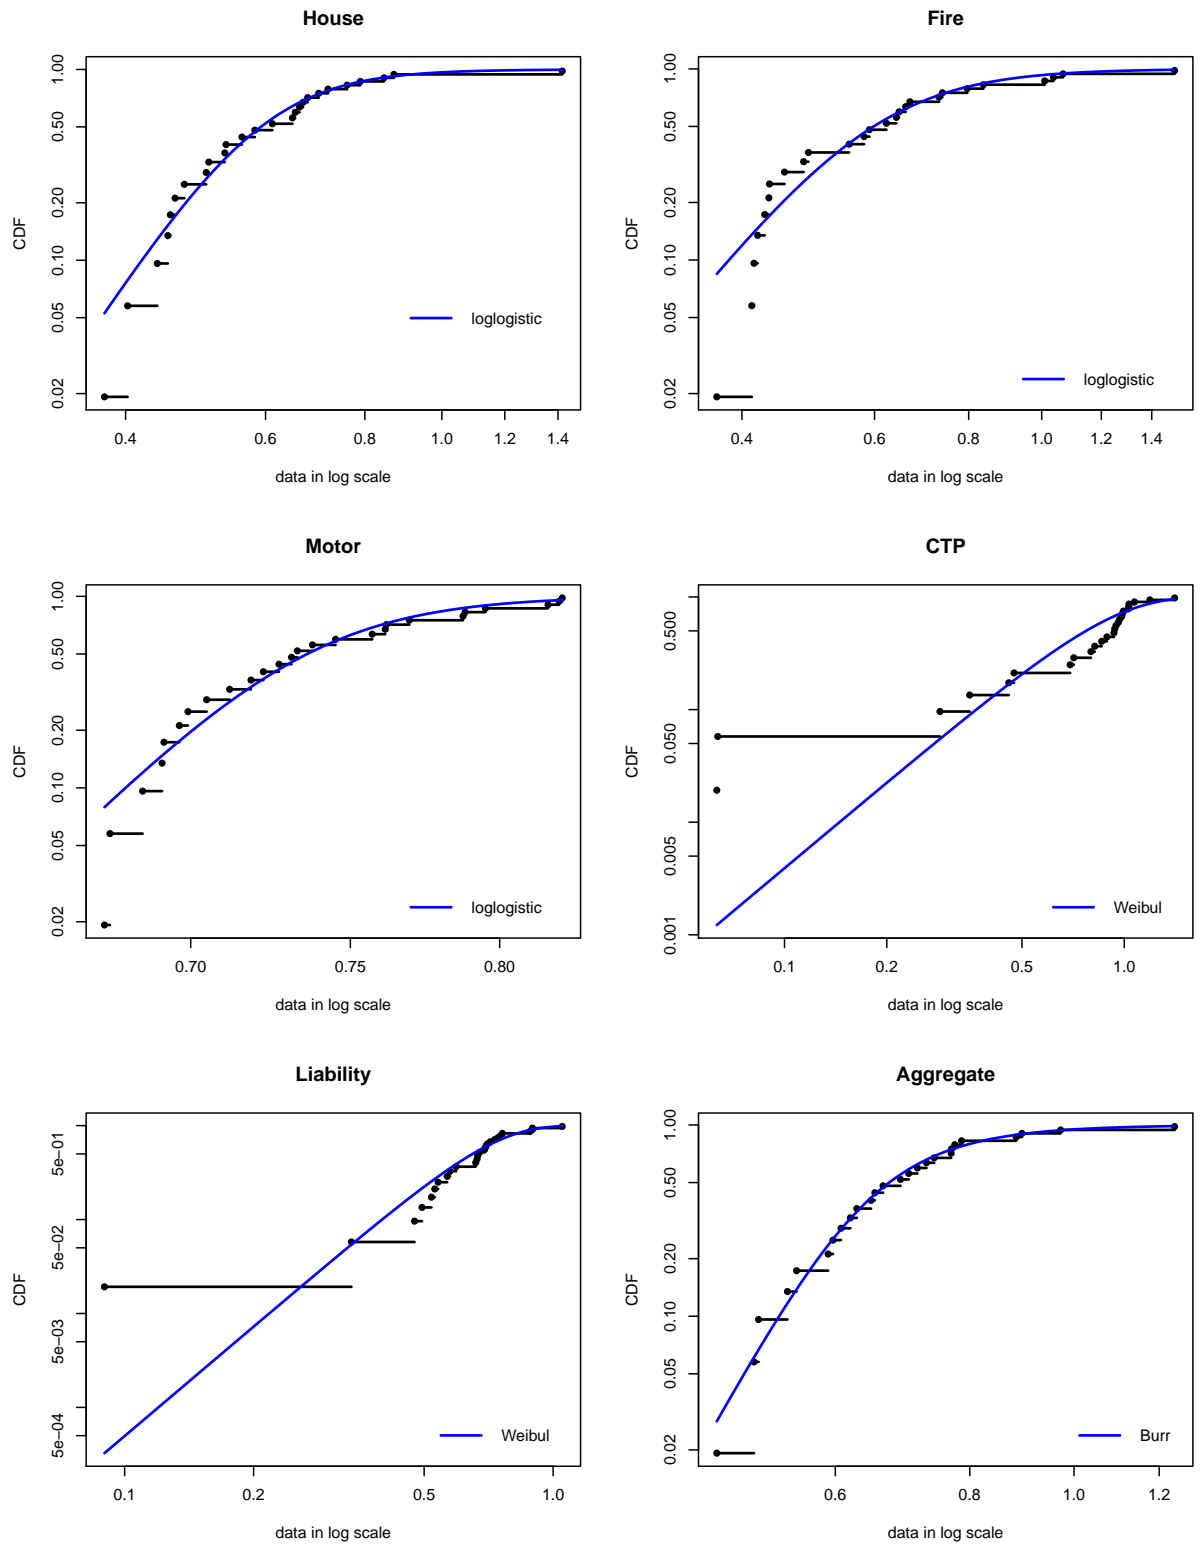 House
CDF
1.00
0.50
0.20
0.10
0.05
0.02
loglogistic
0.4 0.6 0.8 1.0 1.2 1.4
data in log scale
Fire
CDF
1.00
0.50
0.20
0.10
0.05
0.02
loglogistic
0.4 0.6 0.8 1.0 1.2 1.4
data in log scale
Motor
CDF
1.00
0.50
0.20
0.10
0.05
0.02
loglogistic
0.70 0.75 0.80
data in log scale
CTP
CDF
0.500
0.050
0.005
0.001
Weibul
0.1 0.2 0.5 1.0
data in log scale
Liability
CDF
5e−01
5e−02
5e−03
5e−04
Weibul
0.1 0.2 0.5 1.0
data in log scale
Aggregate
CDF
1.00
0.50
0.20
0.10
0.05
0.02
Burr
0.6 0.8 1.0 1.2
data in log scale